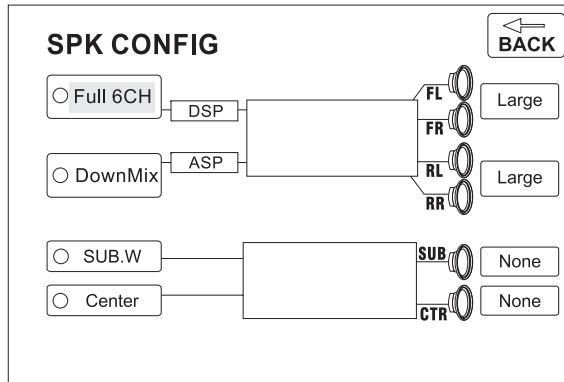 SPK CONFIG
BACK
Full 6CH
DSP
FL
Large
FR
DownMix
ASP
RL
Large
RR
SUB.W
SUB
None
Center
CTR
None